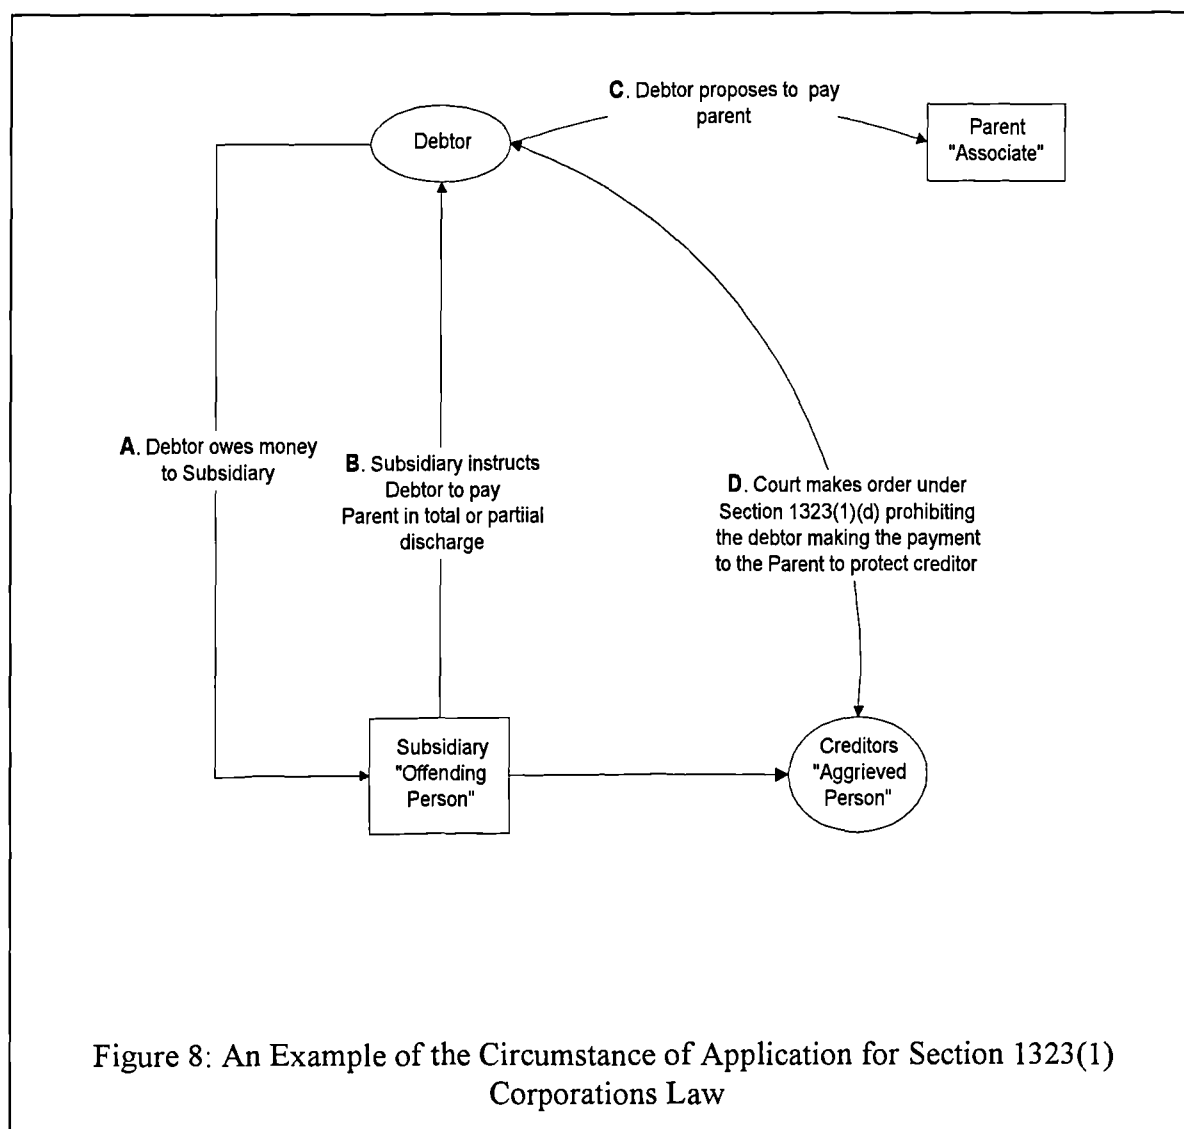 C. Debtor proposes to pay
parent
Debtor
Parent
"Associate"
A. Debtor owes money
to Subsidiary
B. Subsidiary instructs
Debtor to pay
Parent in total or partiial
discharge
D. Court makes order under
Section 1323(1)(d) prohibiting
the debtor making the payment
to the Parent to protect creditor
Subsidiary
"Offending
Person"
Creditors
"Aggrieved
Person"
Figure 8: An Example of the Circumstance of Application for Section 1323(1)
Corporations Law